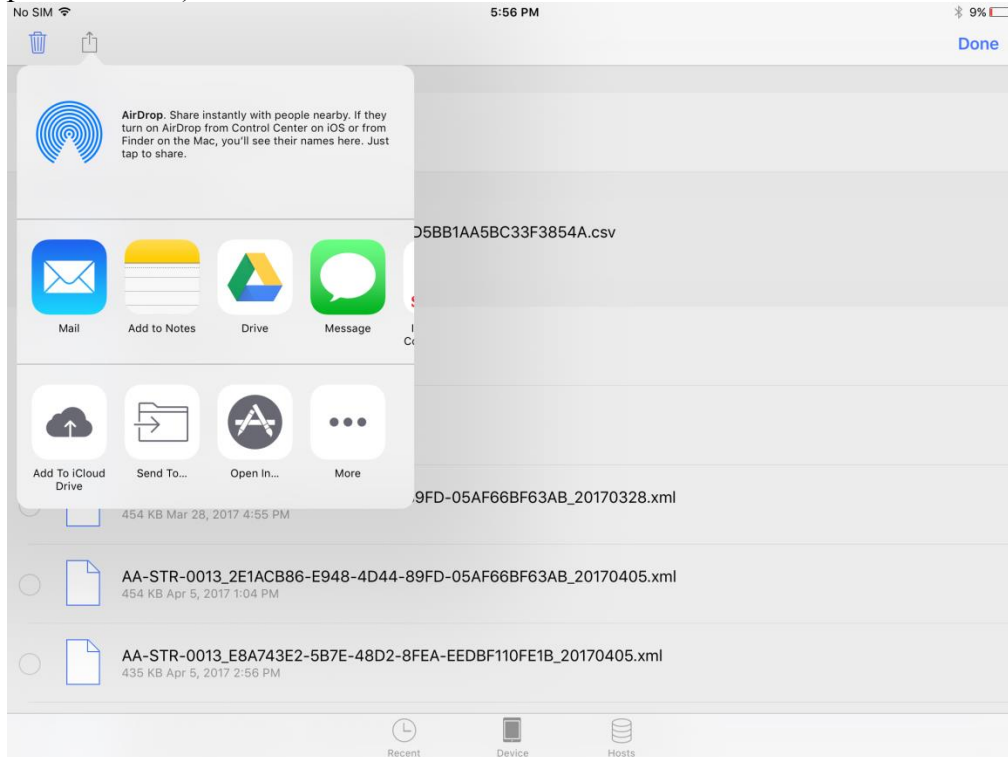 No SIM 5:56 PM 9%
Done
AirDrop. Share instantly with people nearby. If they
turn on AirDrop from Control Center on iOS or from
Finder on the Mac, you'll see their names here. Just
tap to share.
D5BB1AA5BC33F3854A.csv
Mail Add to Notes Drive Message
Add To iCloud
Drive
Send To... Open In... More
89FD-05AF66BF63AB_20170328.xml
454 KB Mar 28, 2017 4:55 PM
AA-STR-0013_2E1ACB86-E948-4D44-89FD-05AF66BF63AB_20170405.xml
454 KB Apr 5, 2017 1:04 PM
AA-STR-0013_E8A743E2-5B7E-48D2-8FEA-EEDBF110FE1B_20170405.xml
435 KB Apr 5, 2017 2:56 PM
Recent Device Hosts